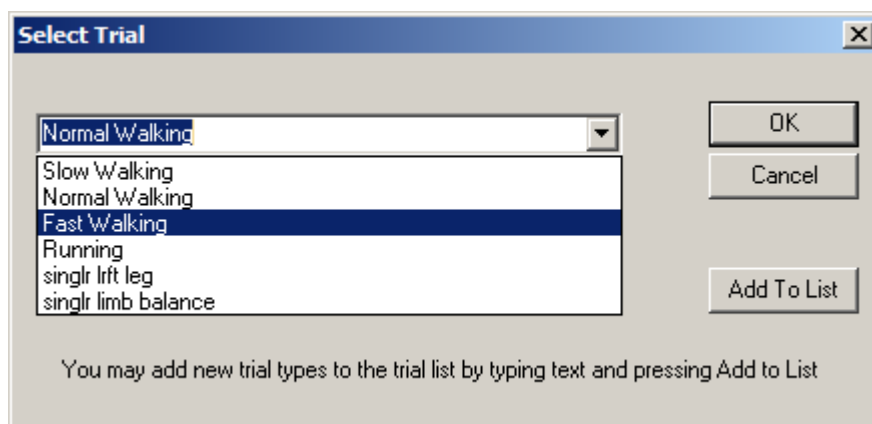 Select Trial
Normal Walking
OK
Slow Walking
Cancel
Normal Walking
Fast Walking
Running
singlr lrft leg
Add To List
singlr limb balance
You may add new trial types to the trial list by typing text and pressing Add to List